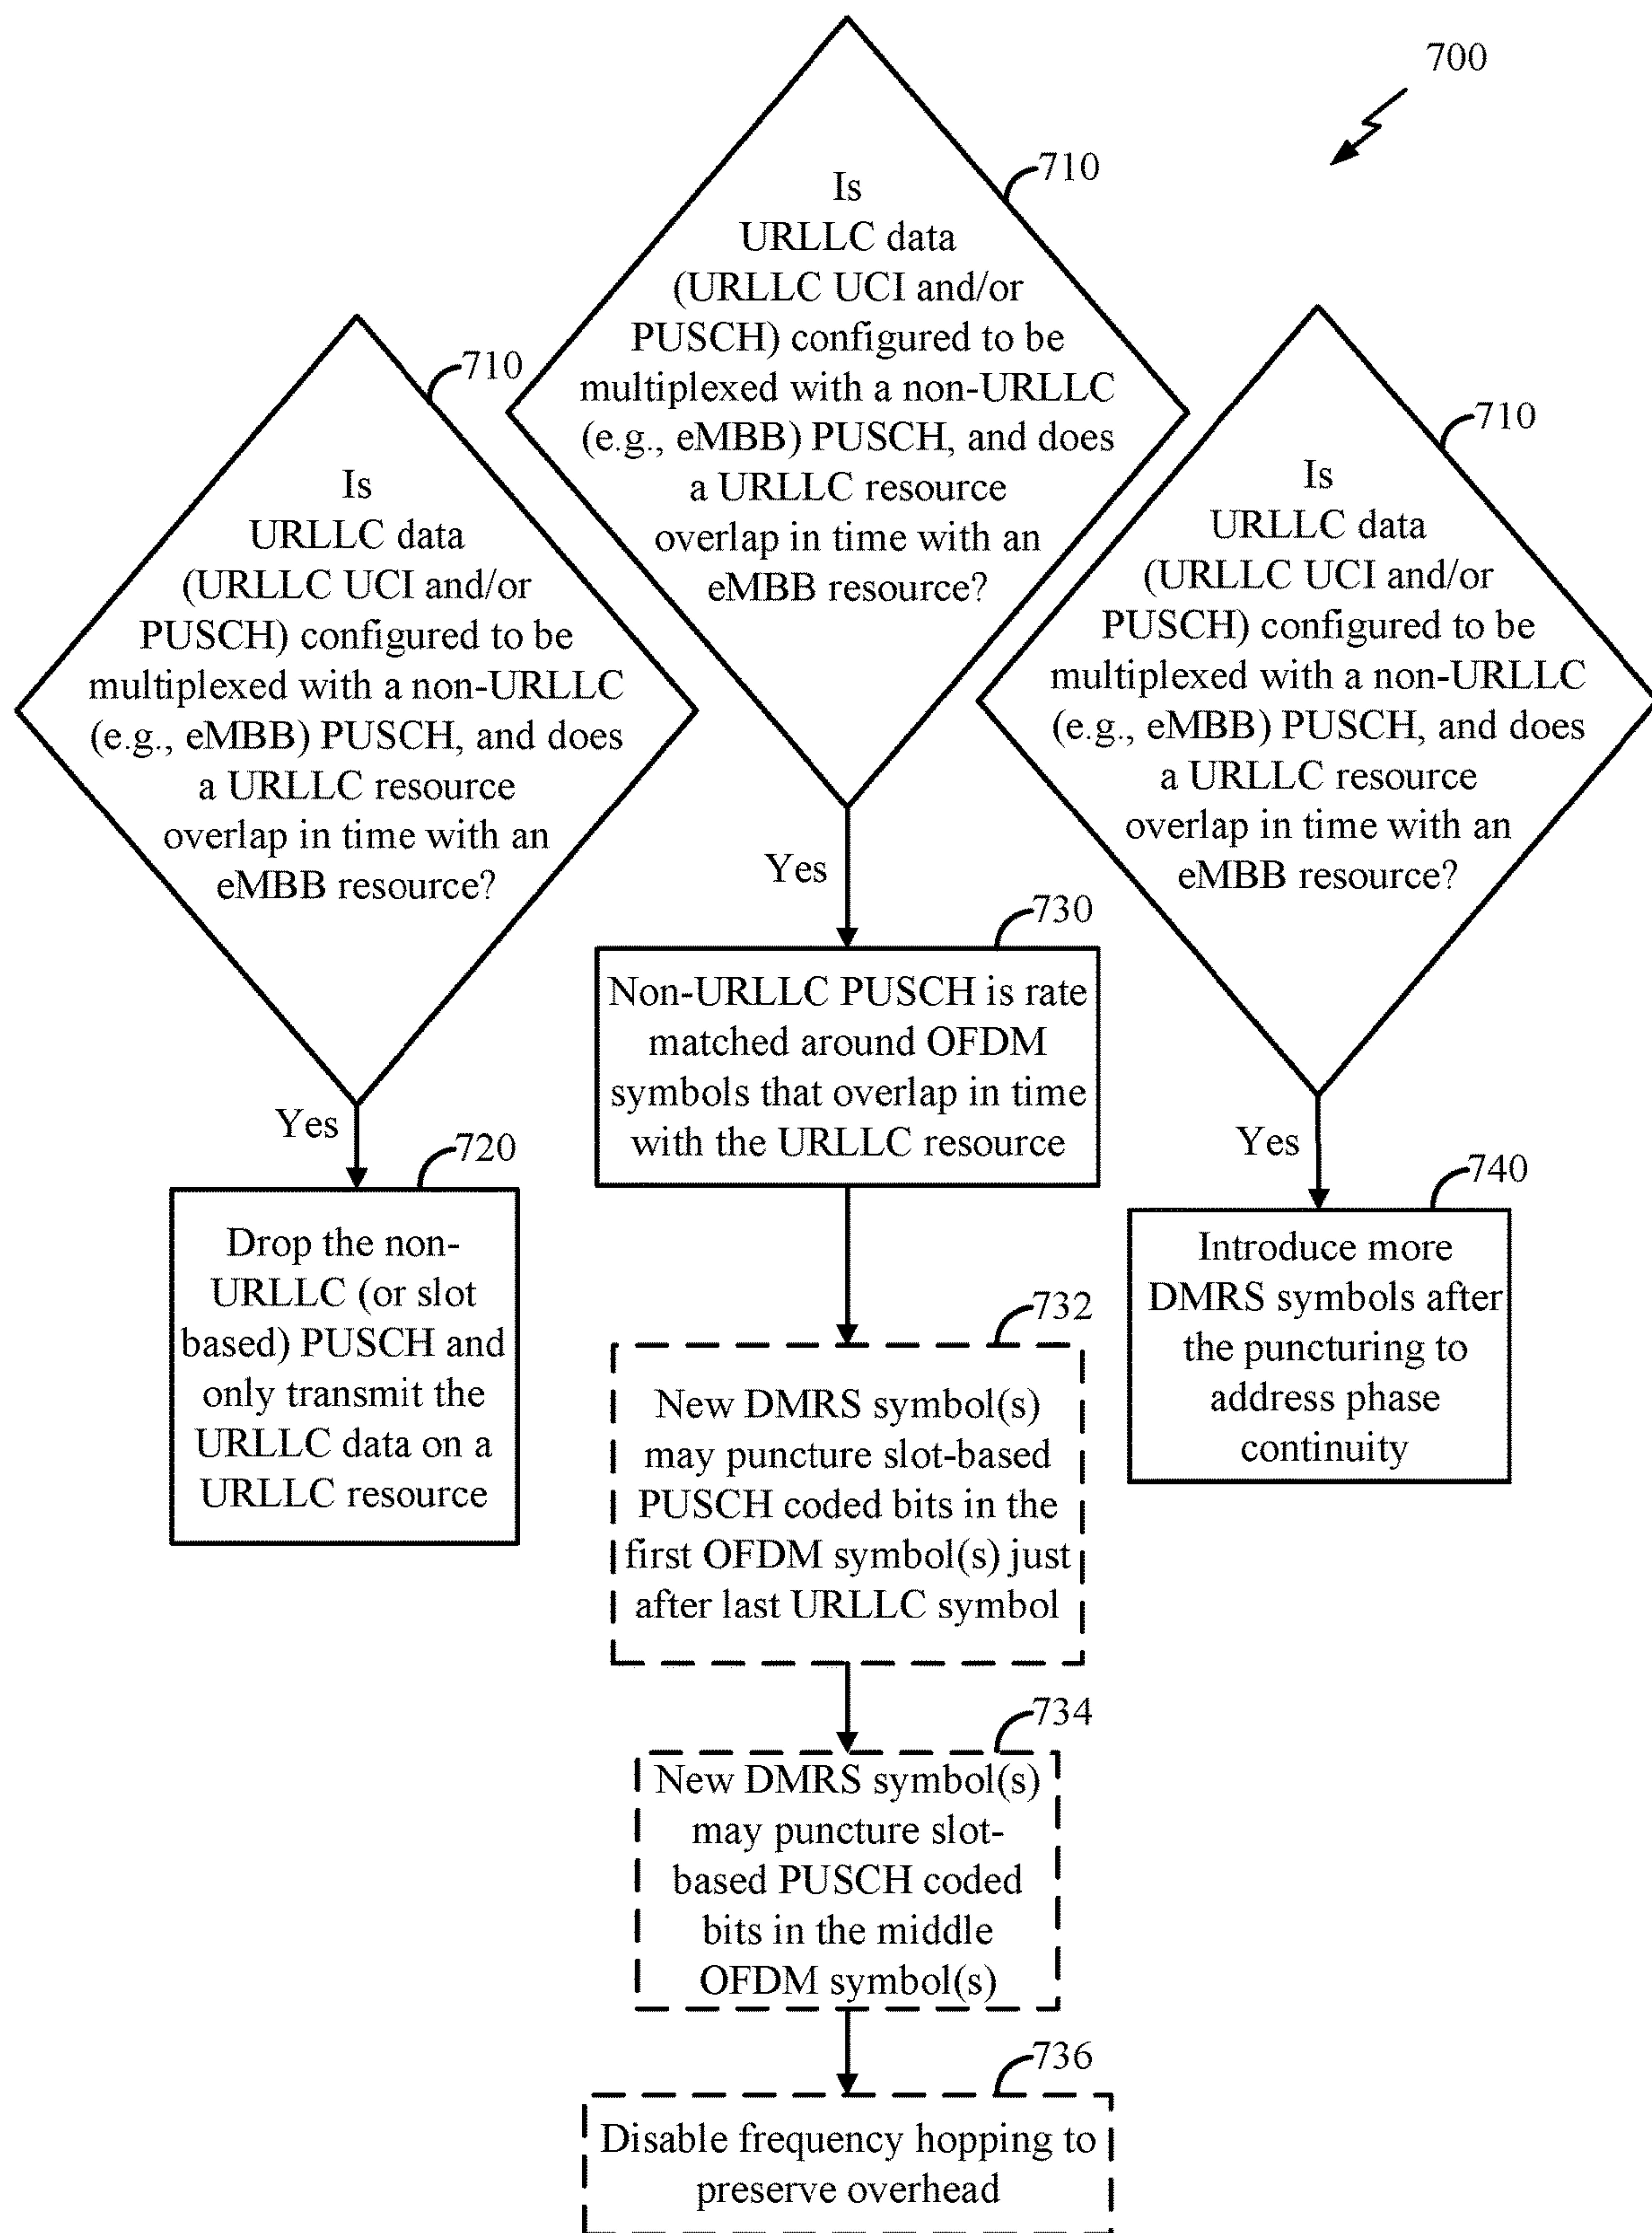 700
710
Is
URLLC data
(URLLC UCI and/or
PUSCH) configured to be
multiplexed with a non-URLLC
(e.g., eMBB) PUSCH, and does
a URLLC resource
overlap in time with an
eMBB resource?
710
Is
URLLC data
(URLLC UCI and/or
PUSCH) configured to be
multiplexed with a non-URLLC
(e.g., eMBB) PUSCH, and does
a URLLC resource
overlap in time with an
eMBB resource?
710
Is
URLLC data
(URLLC UCI and/or
PUSCH) configured to be
multiplexed with a non-URLLC
(e.g., eMBB) PUSCH, and does
a URLLC resource
overlap in time with an
eMBB resource?
Yes
720
Drop the non-
URLLC (or slot
based) PUSCH and
only transmit the
URLLC data on a
URLLC resource
Yes
730
Non-URLLC PUSCH is rate
matched around OFDM
symbols that overlap in time
with the URLLC resource
732
New DMRS symbol(s)
may puncture slot-based
PUSCH coded bits in the
first OFDM symbol(s) just
after last URLLC symbol
734
New DMRS symbol(s)
may puncture slot-
based PUSCH coded
bits in the middle
OFDM symbol(s)
736
Disable frequency hopping to
preserve overhead
Yes
740
Introduce more
DMRS symbols after
the puncturing to
address phase
continuity